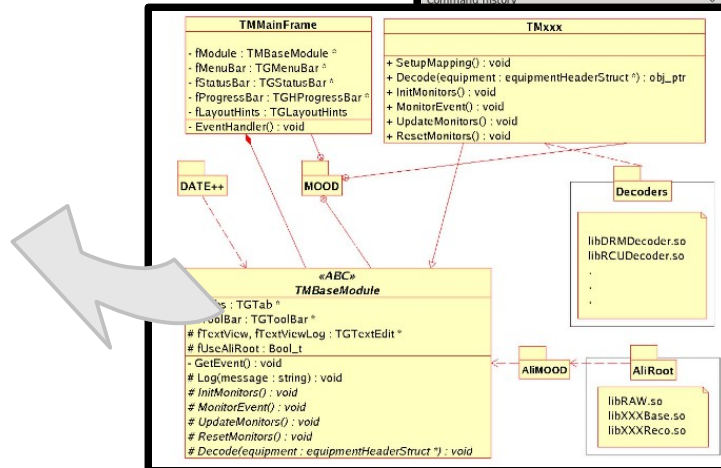 Command history
TMMainFrame
- fModule : TMBaseModule *
- fMenuBar : TGMenuBar *
- fStatusBar : TGStatusBar *
- fProgressBar : TGHProgressBar *
- fLayoutHints : TGLayoutHints
- EventHandler() : void
TMxxx
+ SetupMapping() : void
+ Decode(equipment : equipmentHeaderStruct *) : obj_ptr
+ InitMonitors() : void
+ MonitorEvent() : void
+ UpdateMonitors() : void
+ ResetMonitors() : void
DATE++
MOOD
Decoders
libDRMDecoder.so
libRCUDecoder.so
.
.
.
«ABC»
TMBaseModule
: TGTab *
: TGToolBar *
# fTextView, fTextViewLog : TGTextEdit *
# fUseAliRoot : Bool_t
- GetEvent() : void
# Log(message : string) : void
# InitMonitors() : void
# MonitorEvent() : void
# UpdateMonitors() : void
# ResetMonitors() : void
# Decode(equipment : equipmentHeaderStruct *) : void
AliMOOD
AliRoot
libRAW.so
libXXXBase.so
libXXXReco.so